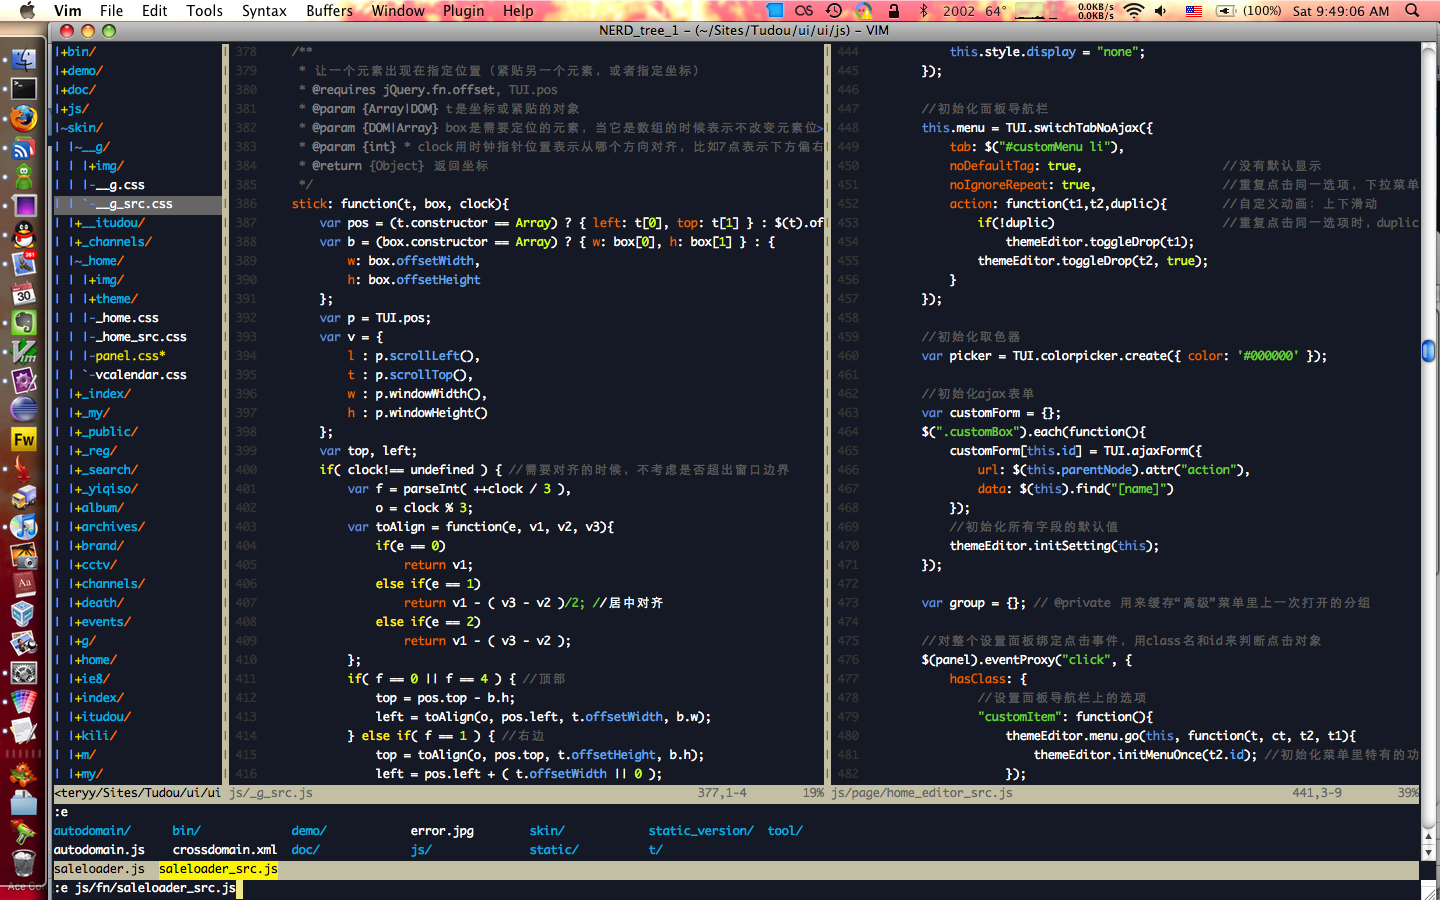 Vim File Edit Tools Syntax Buffers Window Plugin Help
2002 64° 0.0KB/s 0.0KB/s (100%) Sat 9:49:06 AM
NERD_tree_1 – (~/Sites/Tudou/ui/ui/js) – VIM
|+bin/
|+demo/
|+doc/
|+js/
|~skin/
| |~__g/
| | |+img/
| | |-__g.css
| | `-__g_src.css
| |+__itudou/
| |+_channels/
| |~_home/
| | |+img/
| | |+theme/
| | |-_home.css
| | |-_home_src.css
| | |-panel.css*
| | `-vcalendar.css
| |+_index/
| |+_my/
| |+_public/
| |+_reg/
| |+_search/
| |+_yiqiso/
| |+album/
| |+archives/
| |+brand/
| |+cctv/
| |+channels/
| |+death/
| |+events/
| |+g/
| |+home/
| |+ie8/
| |+index/
| |+itudou/
| |+kili/
| |+m/
| |+my/
<teryy/Sites/Tudou/ui/ui
378 /**
379 * 让一个元素出现在指定位置（紧贴另一个元素，或者指定坐标）
380 * @requires jQuery.fn.offset, TUI.pos
381 * @param {Array|DOM} t是坐标或紧贴的对象
382 * @param {DOM|Array} box是需要定位的元素，当它是数组的时候表示不改变元素位>
383 * @param {int} * clock用时钟指针位置表示从哪个方向对齐，比如7点表示下方偏右
384 * @return {Object} 返回坐标
385 */
386 stick: function(t, box, clock){
387 var pos = (t.constructor == Array) ? { left: t[0], top: t[1] } : $(t).of
388 var b = (box.constructor == Array) ? { w: box[0], h: box[1] } : {
389 w: box.offsetWidth,
390 h: box.offsetHeight
391 };
392 var p = TUI.pos;
393 var v = {
394 l : p.scrollLeft(),
395 t : p.scrollTop(),
396 w : p.windowWidth(),
397 h : p.windowHeight()
398 };
399 var top, left;
400 if( clock!== undefined ) { //需要对齐的时候，不考虑是否超出窗口边界
401 var f = parseInt( ++clock / 3 ),
402 o = clock % 3;
403 var toAlign = function(e, v1, v2, v3){
404 if(e == 0)
405 return v1;
406 else if(e == 1)
407 return v1 - ( v3 - v2 )/2; //居中对齐
408 else if(e == 2)
409 return v1 - ( v3 - v2 );
410 };
411 if( f == 0 || f == 4 ) { //顶部
412 top = pos.top - b.h;
413 left = toAlign(o, pos.left, t.offsetWidth, b.w);
414 } else if( f == 1 ) { //右边
415 top = toAlign(o, pos.top, t.offsetHeight, b.h);
416 left = pos.left + ( t.offsetWidth || 0 );
js/_g_src.js 377,1-4 19%
444 this.style.display = "none";
445 });
446
447 //初始化面板导航栏
448 this.menu = TUI.switchTabNoAjax({
449 tab: $("#customMenu li"),
450 noDefaultTag: true, //没有默认显示
451 noIgnoreRepeat: true, //重复点击同一选项，下拉菜单
452 action: function(t1,t2,duplic){ //自定义动画：上下滑动
453 if(!duplic) //重复点击同一选项时，duplic
454 themeEditor.toggleDrop(t1);
455 themeEditor.toggleDrop(t2, true);
456 }
457 });
458
459 //初始化取色器
460 var picker = TUI.colorpicker.create({ color: '#000000' });
461
462 //初始化ajax表单
463 var customForm = {};
464 $(".customBox").each(function(){
465 customForm[this.id] = TUI.ajaxForm({
466 url: $(this.parentNode).attr("action"),
467 data: $(this).find("[name]")
468 });
469 //初始化所有字段的默认值
470 themeEditor.initSetting(this);
471 });
472
473 var group = {}; // @private 用来缓存“高级”菜单里上一次打开的分组
474
475 //对整个设置面板绑定点击事件，用class名和id来判断点击对象
476 $(panel).eventProxy("click", {
477 hasClass: {
478 //设置面板导航栏上的选项
479 "customItem": function(){
480 themeEditor.menu.go(this, function(t, ct, t2, t1){
481 themeEditor.initMenuOnce(t2.id); //初始化菜单里特有的功
482 });
js/page/home_editor_src.js 441,3-9 39%
:e
autodomain/ bin/ demo/ error.jpg skin/ static_version/ tool/
autodomain.js crossdomain.xml doc/ js/ static/ t/
saleloader.js saleloader_src.js
:e js/fn/saleloader_src.js
261
30
Fw
Aa